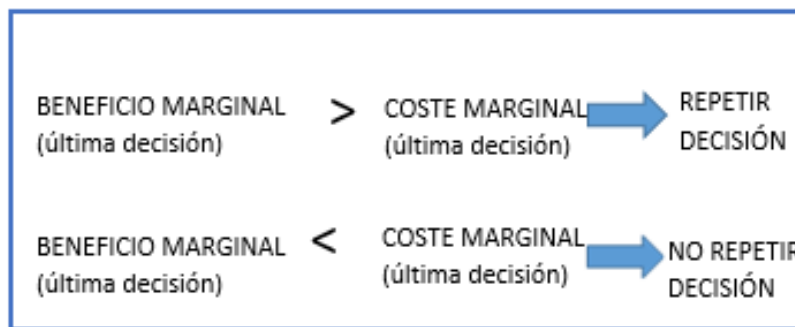 BENEFICIO MARGINAL > COSTE MARGINAL REPETIR
(última decisión) (última decisión) DECISIÓN
BENEFICIO MARGINAL < COSTE MARGINAL NO REPETIR
(última decisión) (última decisión) DECISIÓN